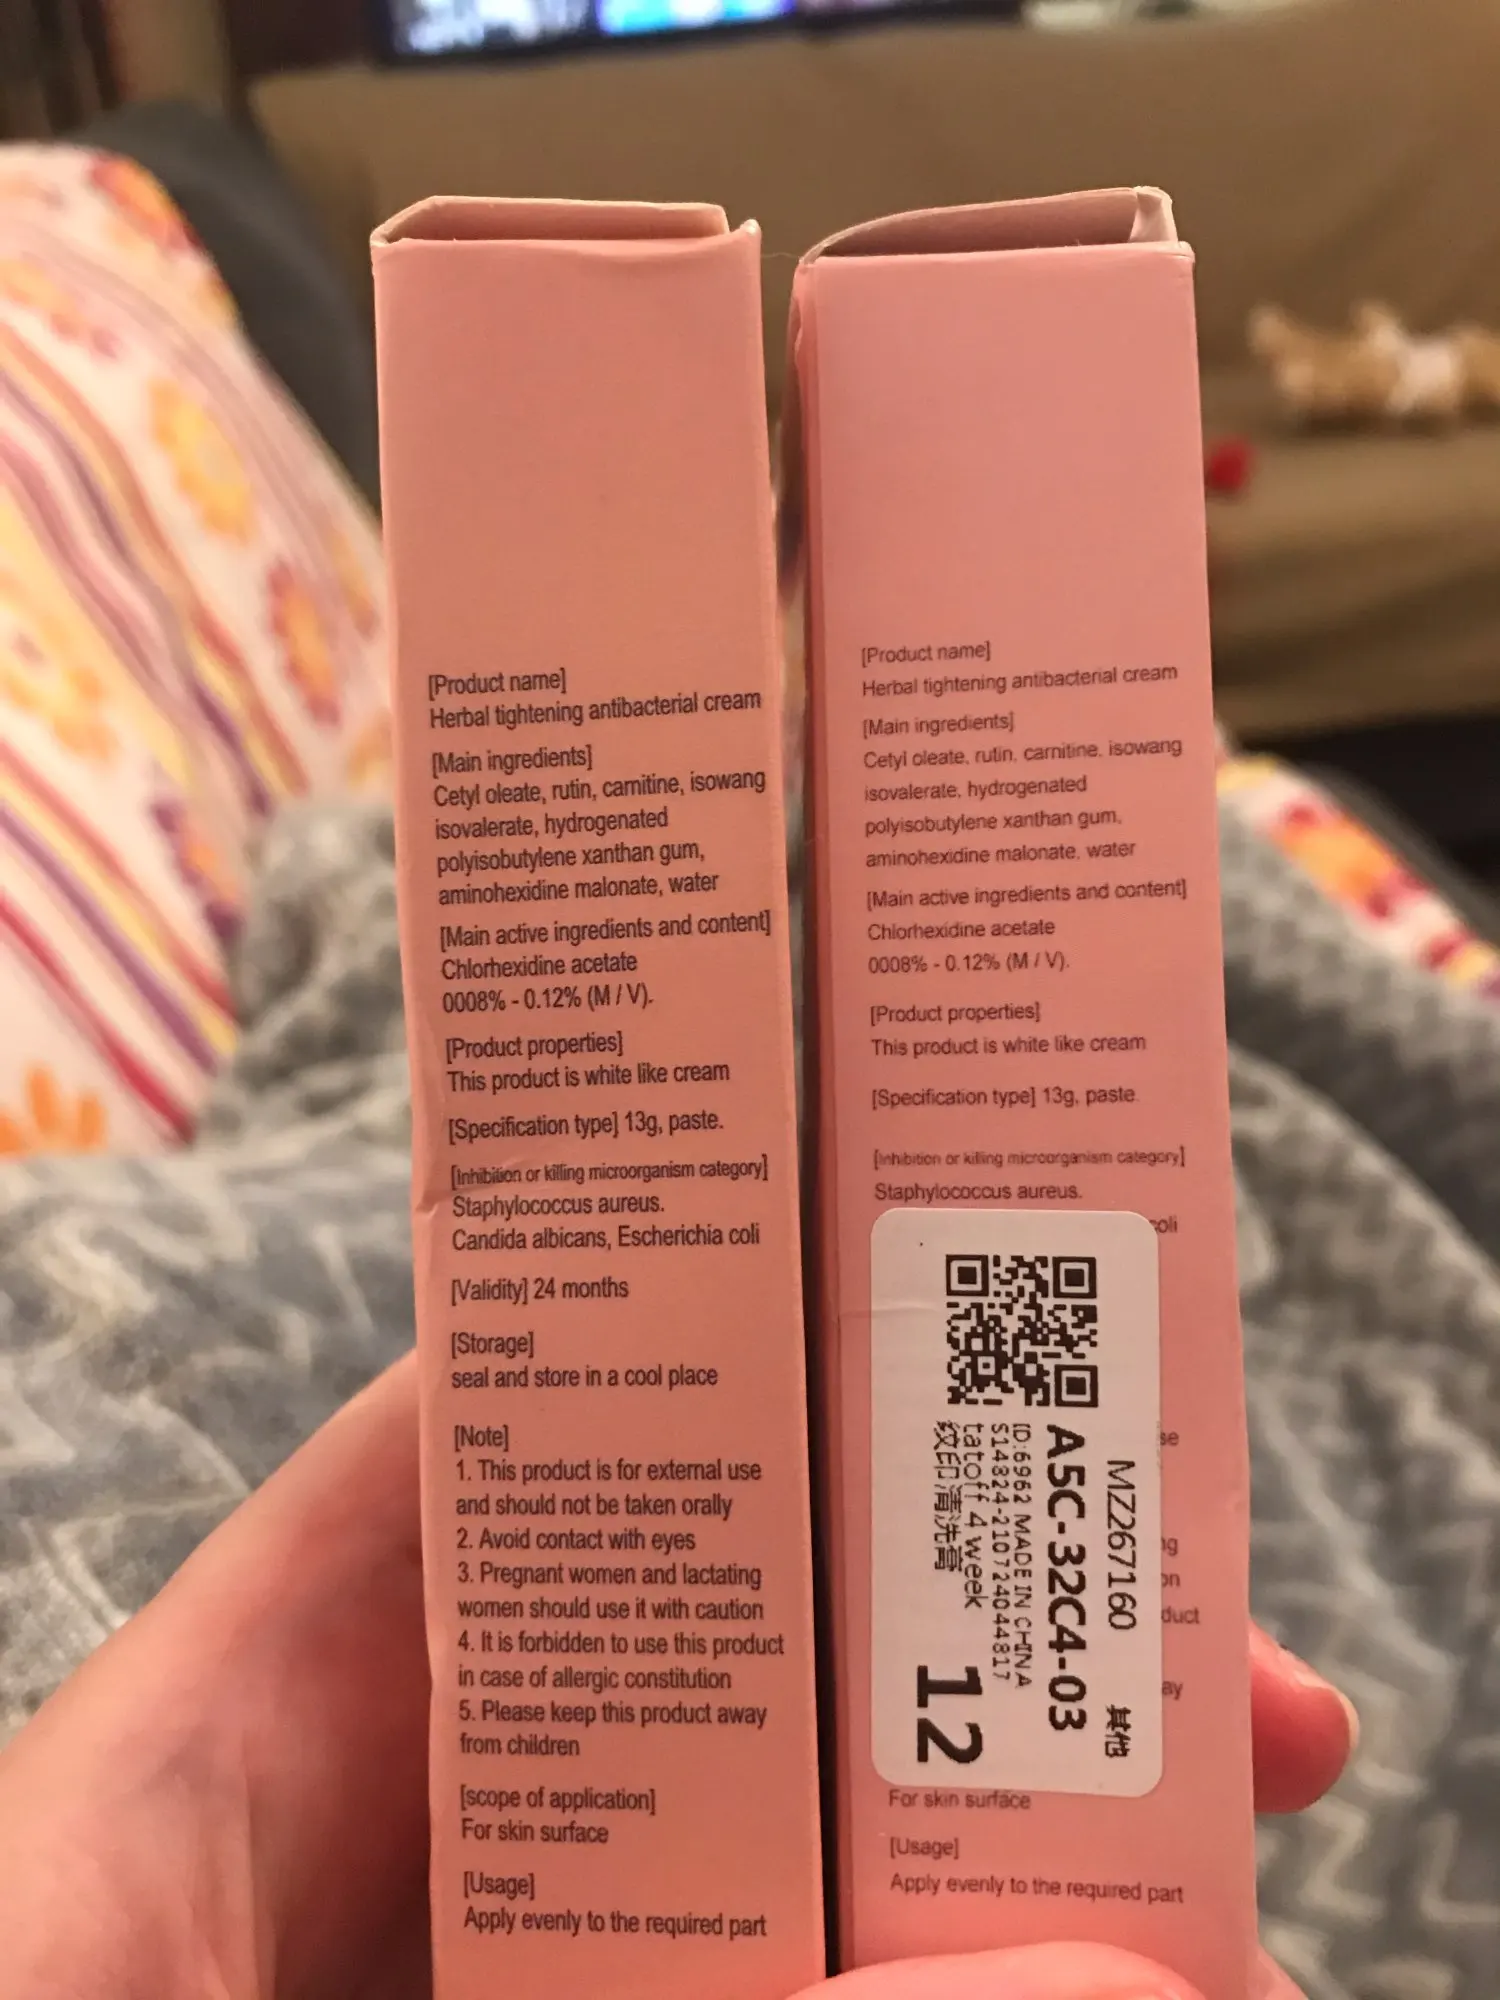 [Product name]
Herbal tightening antibacterial cream
[Main ingredients]
Cetyl oleate, rutin, carnitine, isowang
isovalerate, hydrogenated
polyisobutylene xanthan gum,
aminohexidine malonate, water
[Main active ingredients and content]
Chlorhexidine acetate
0008% - 0.12% (M / V).
[Product properties]
This product is white like cream
[Specification type] 13g, paste.
[Inhibition or killing microorganism category]
Staphylococcus aureus.
Candida albicans, Escherichia coli
[Validity] 24 months
[Storage]
seal and store in a cool place
[Note]
1. This product is for external use
and should not be taken orally
2. Avoid contact with eyes
3. Pregnant women and lactating
women should use it with caution
4. It is forbidden to use this product
in case of allergic constitution
5. Please keep this product away
from children
[scope of application]
For skin surface
[Usage]
Apply evenly to the required part
[Product name]
Herbal tightening antibacterial cream
[Main ingredients]
Cetyl oleate, rutin, carnitine, isowang
isovalerate, hydrogenated
polyisobutylene xanthan gum,
aminohexidine malonate, water
[Main active ingredients and content]
Chlorhexidine acetate
0008% - 0.12% (M / V).
[Product properties]
This product is white like cream
[Specification type] 13g, paste.
[Inhibition or killing microorganism category]
Staphylococcus aureus.
coli
MZ267160 其他
A5C-32C4-03
ID:6962 MADE IN CHINA
S14824-210724044817
tatoff 4 week
纹印清洗膏
12
duct
For skin surface
[Usage]
Apply evenly to the required part